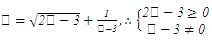 □ = √(2□ − 3) + 1/(□−3), ∴ { 2□ − 3 ≥ 0
□ − 3 ≠ 0